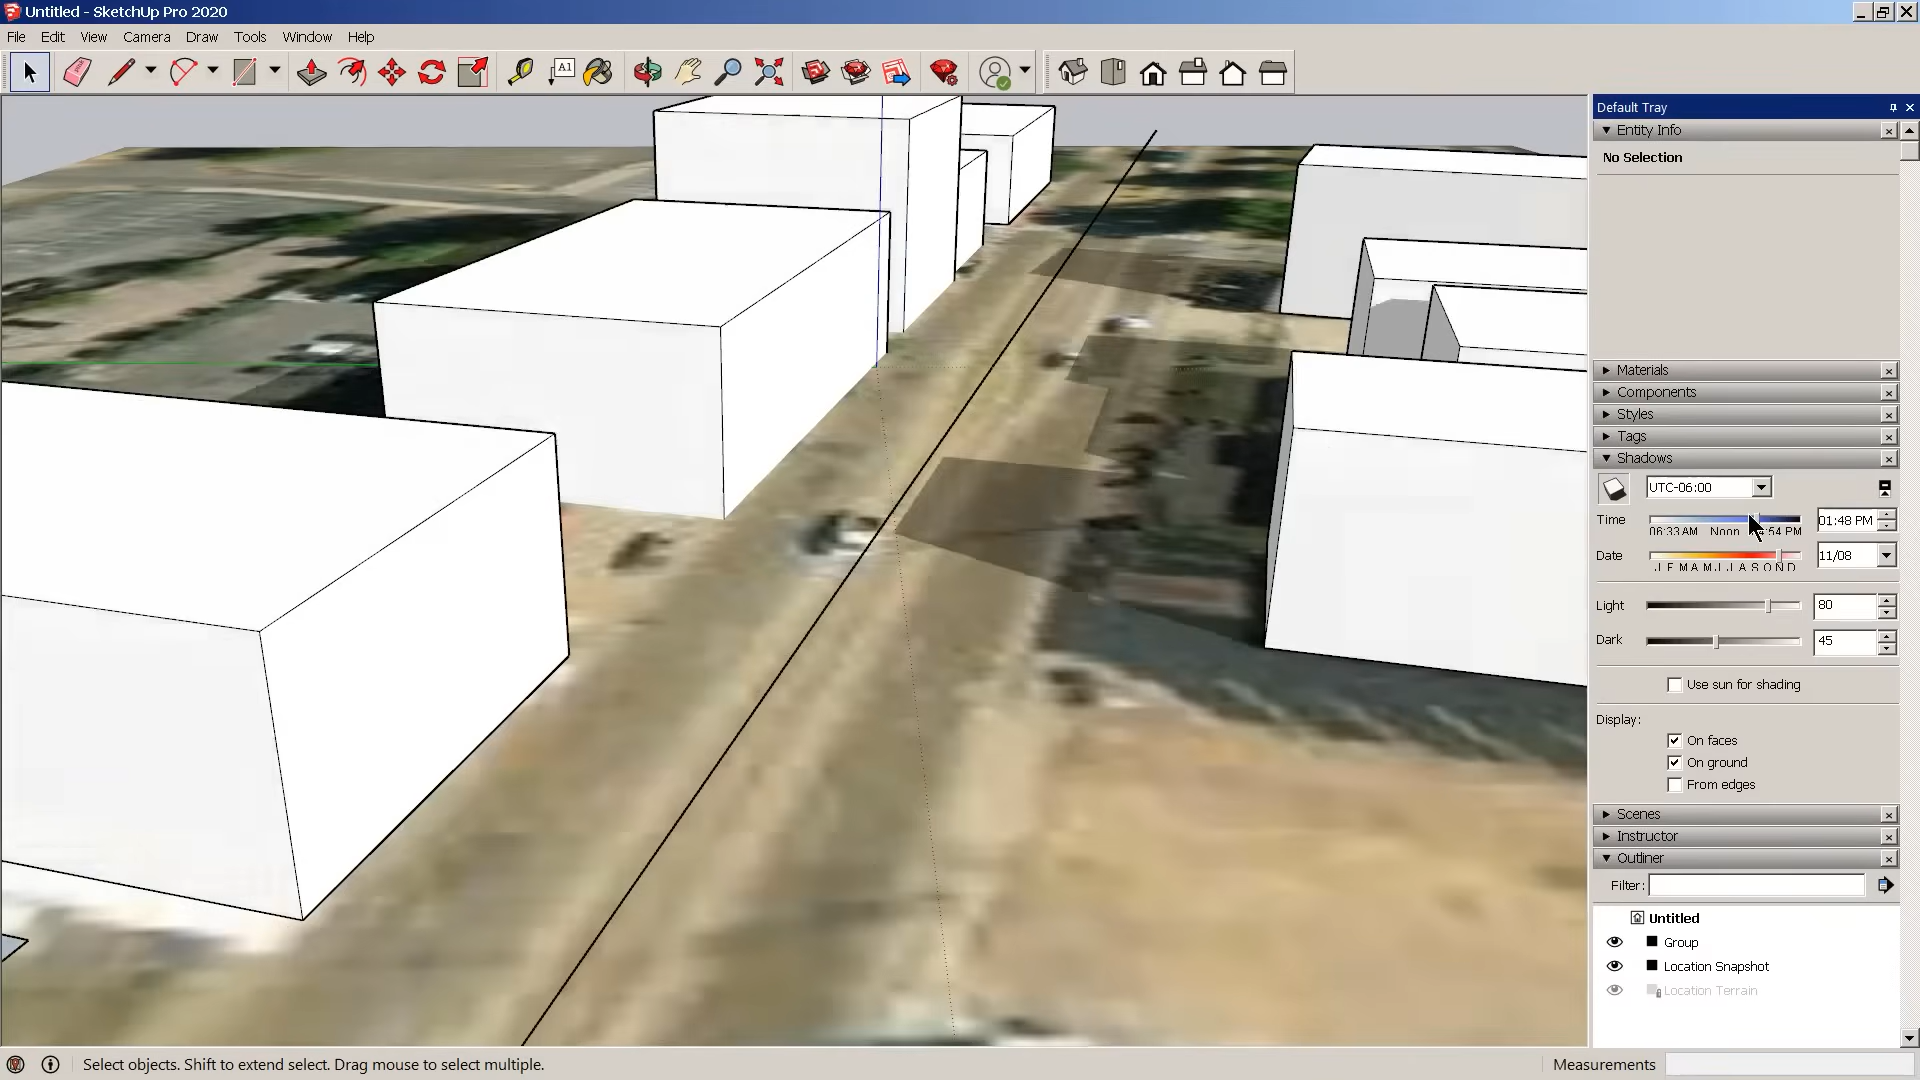 Untitled - SketchUp Pro 2020
File Edit View Camera Draw Tools Window Help
A1
Default Tray
Entity Info
No Selection
Materials
Components
Styles
Tags
Shadows
UTC-06:00
Time 01:48 PM
06:33 AM Noon :54 PM
Date 11/08
J F M A M J J A S O N D
Light 80
Dark 45
Use sun for shading
Display:
On faces
On ground
From edges
Scenes
Instructor
Outliner
Filter:
Untitled
Group
Location Snapshot
Location Terrain
Select objects. Shift to extend select. Drag mouse to select multiple.
Measurements